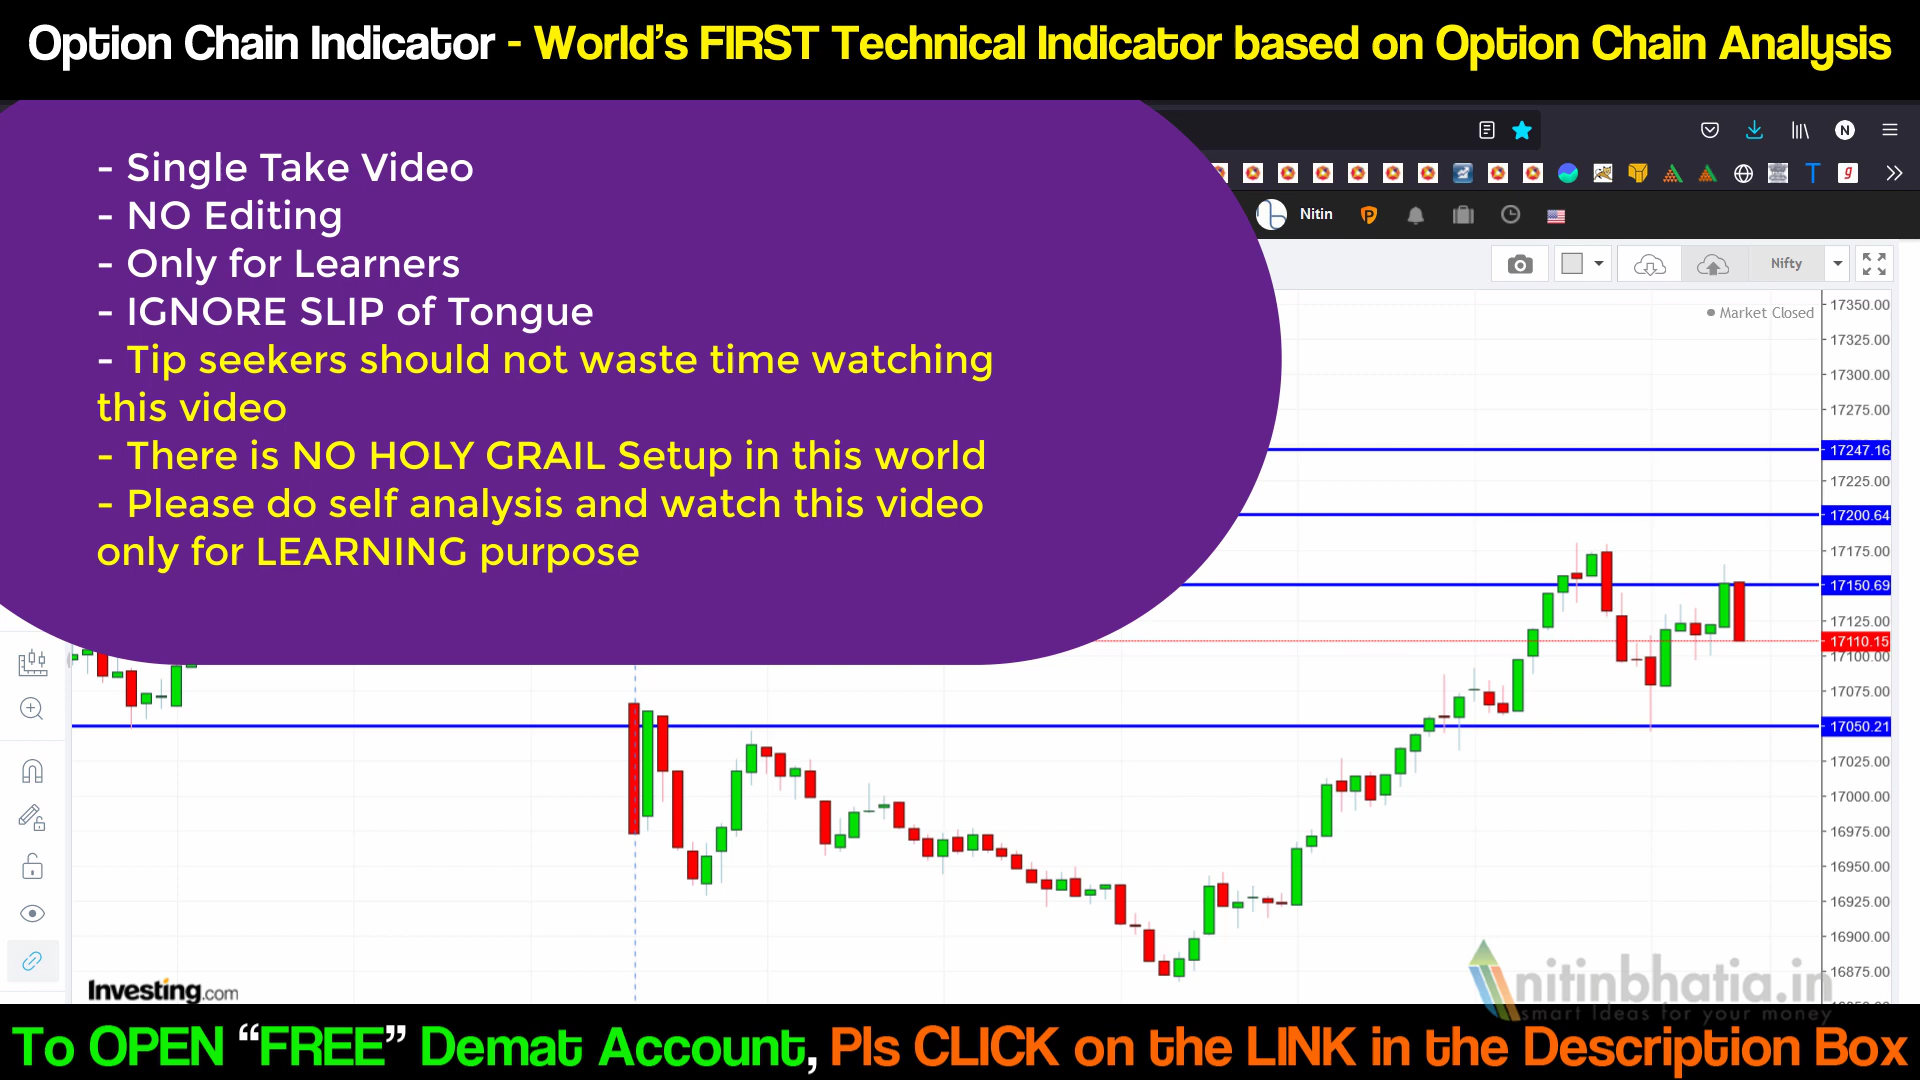 Option Chain Indicator - World's FIRST Technical Indicator based on Option Chain Analysis
- Single Take Video
- NO Editing
- Only for Learners
- IGNORE SLIP of Tongue
- Tip seekers should not waste time watching
this video
- There is NO HOLY GRAIL Setup in this world
- Please do self analysis and watch this video
only for LEARNING purpose
N
T
g
Nitin
P
Nifty
Market Closed
17350.00
17325.00
17300.00
17275.00
17247.16
17225.00
17200.64
17175.00
17150.69
17125.00
17110.15
17100.00
17075.00
17050.21
17025.00
17000.00
16975.00
16950.00
16925.00
16900.00
16875.00
Investing.com
nitinbhatia.in
smart Ideas for your money
To OPEN "FREE" Demat Account, Pls CLICK on the LINK in the Description Box